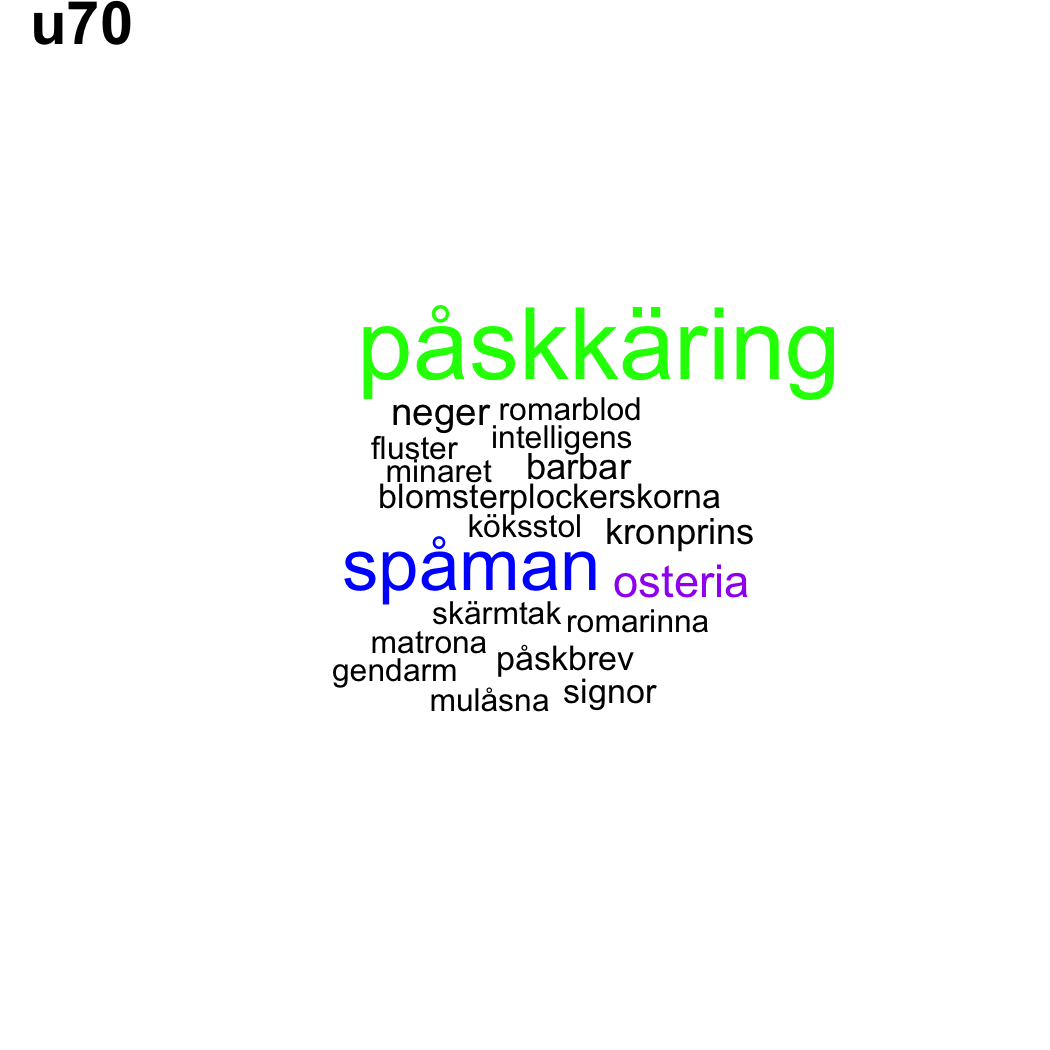 u70
påskkäring
neger romarblod
fluster intelligens
minaret barbar
blomsterplockerskorna
köksstol kronprins
spåman osteria
skärmtak romarinna
matrona påskbrev
gendarm signor
mulåsna